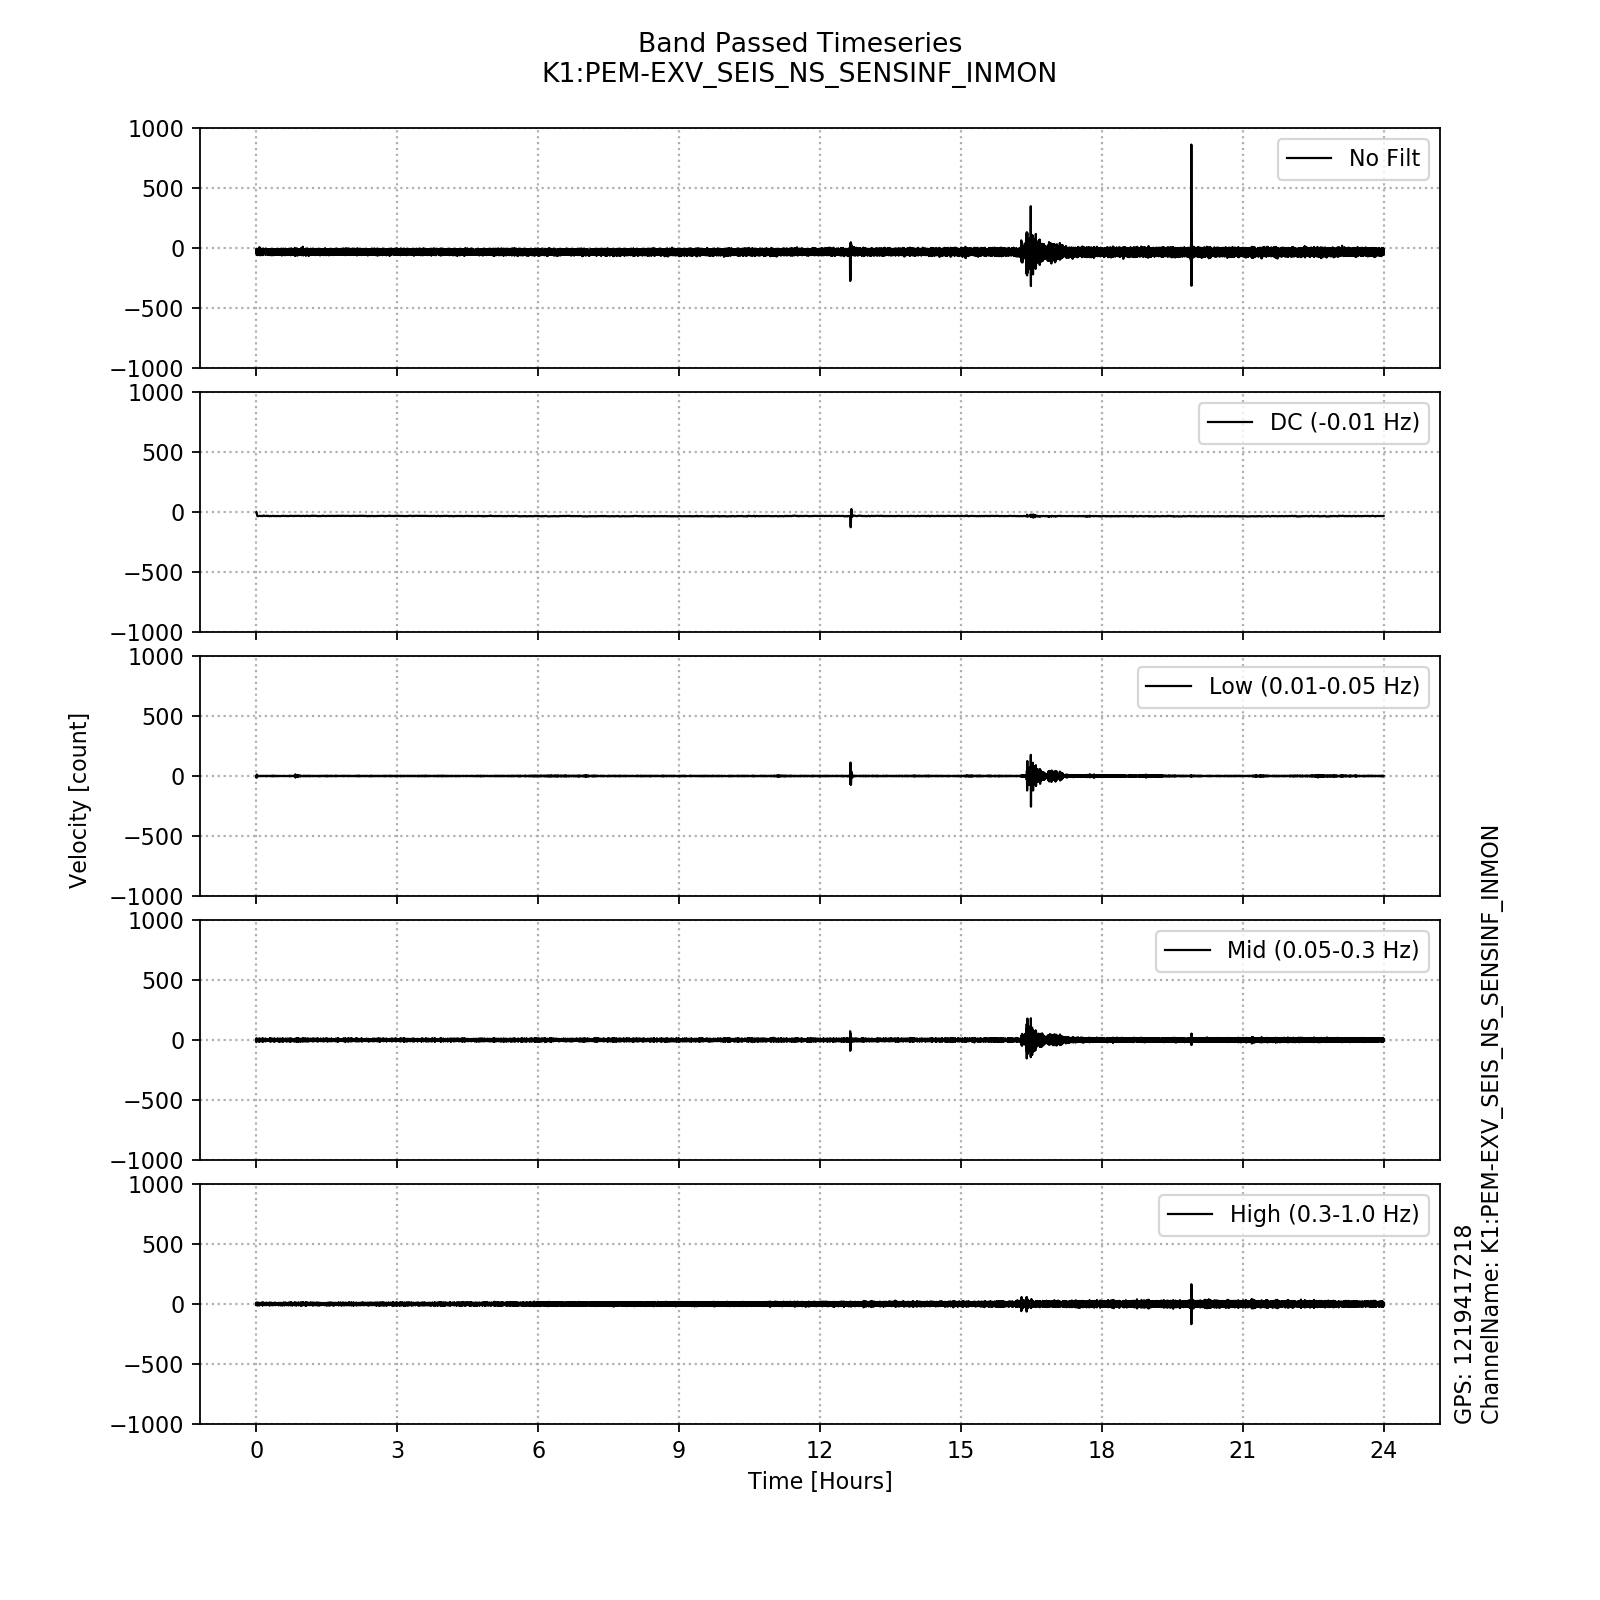 Band Passed Timeseries
K1:PEM-EXV_SEIS_NS_SENSINF_INMON
1000
500
0
−500
−1000
No Filt
1000
500
0
−500
−1000
DC (-0.01 Hz)
1000
500
0
−500
−1000
Low (0.01-0.05 Hz)
Velocity [count]
1000
500
0
−500
−1000
Mid (0.05-0.3 Hz)
1000
500
0
−500
−1000
High (0.3-1.0 Hz)
0 3 6 9 12 15 18 21 24
Time [Hours]
GPS: 1219417218
ChannelName: K1:PEM-EXV_SEIS_NS_SENSINF_INMON